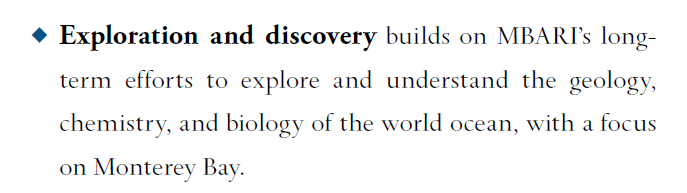 ◆ Exploration and discovery builds on MBARI's long-
term efforts to explore and understand the geology,
chemistry, and biology of the world ocean, with a focus
on Monterey Bay.